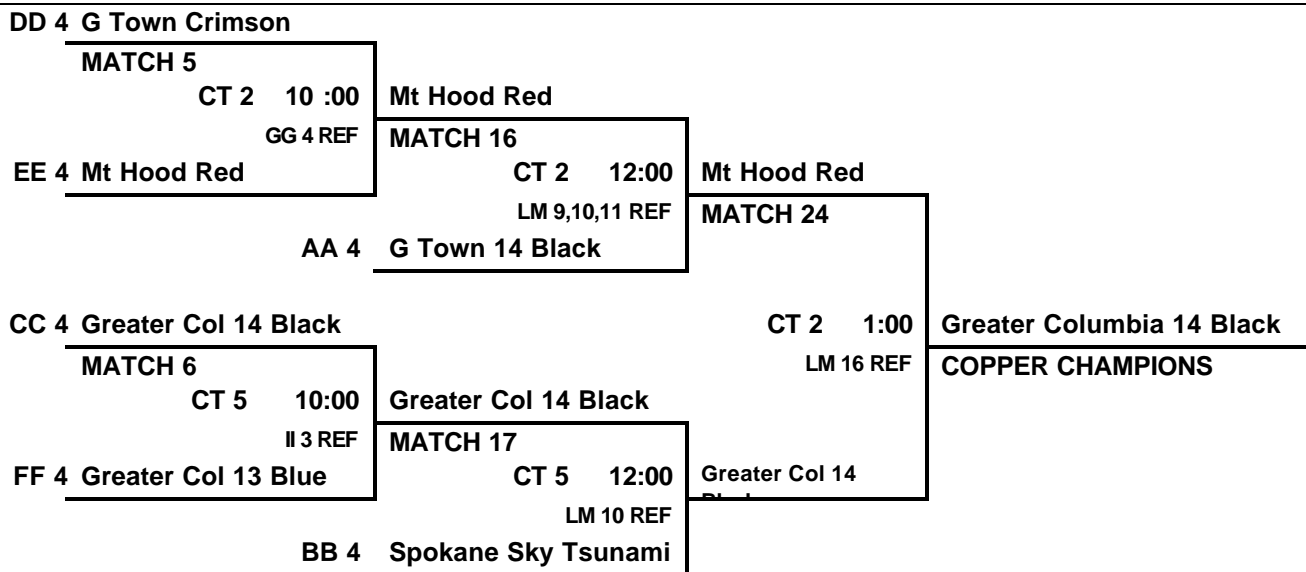 DD 4 G Town Crimson
MATCH 5
CT 2 10 :00 Mt Hood Red
GG 4 REF MATCH 16
EE 4 Mt Hood Red CT 2 12:00 Mt Hood Red
LM 9,10,11 REF MATCH 24
AA 4 G Town 14 Black
CC 4 Greater Col 14 Black CT 2 1:00 Greater Columbia 14 Black
MATCH 6 LM 16 REF COPPER CHAMPIONS
CT 5 10:00 Greater Col 14 Black
II 3 REF MATCH 17
FF 4 Greater Col 13 Blue CT 5 12:00 Greater Col 14
LM 10 REF
BB 4 Spokane Sky Tsunami